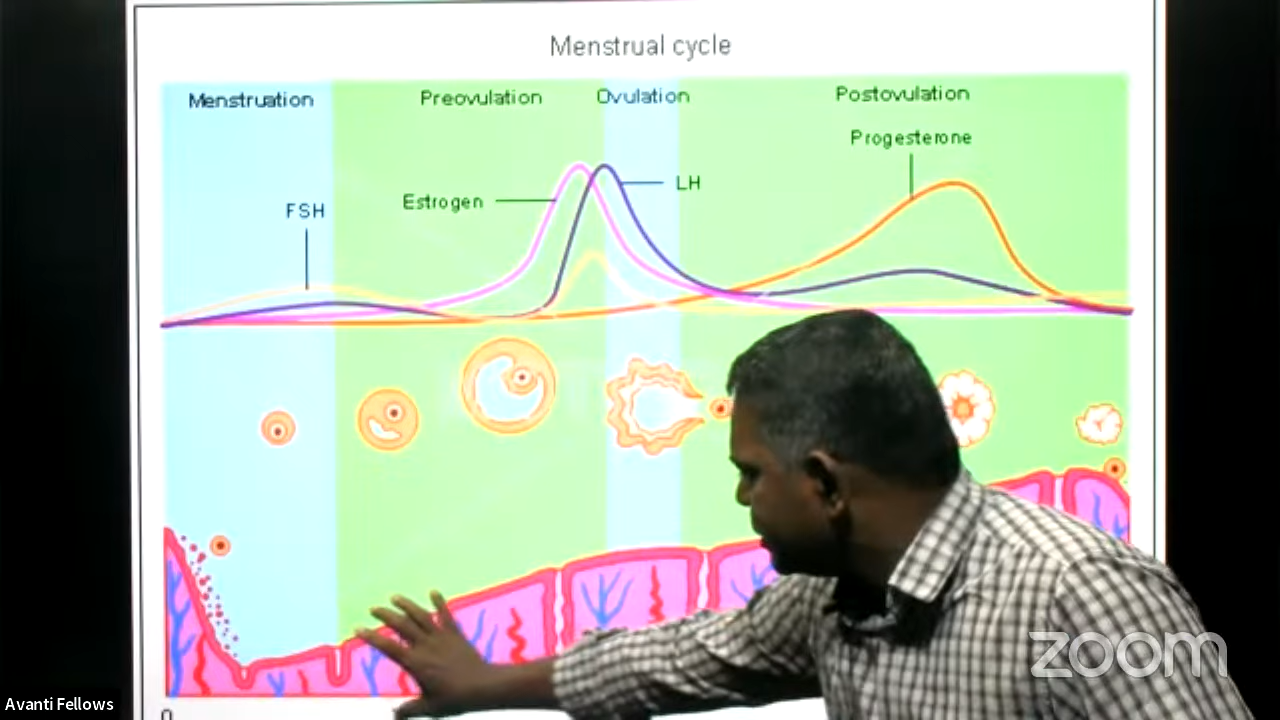 Menstrual cycle
Menstruation
Preovulation
Ovulation
Postovulation
Progesterone
LH
Estrogen
FSH
zoom
Avanti Fellows
0